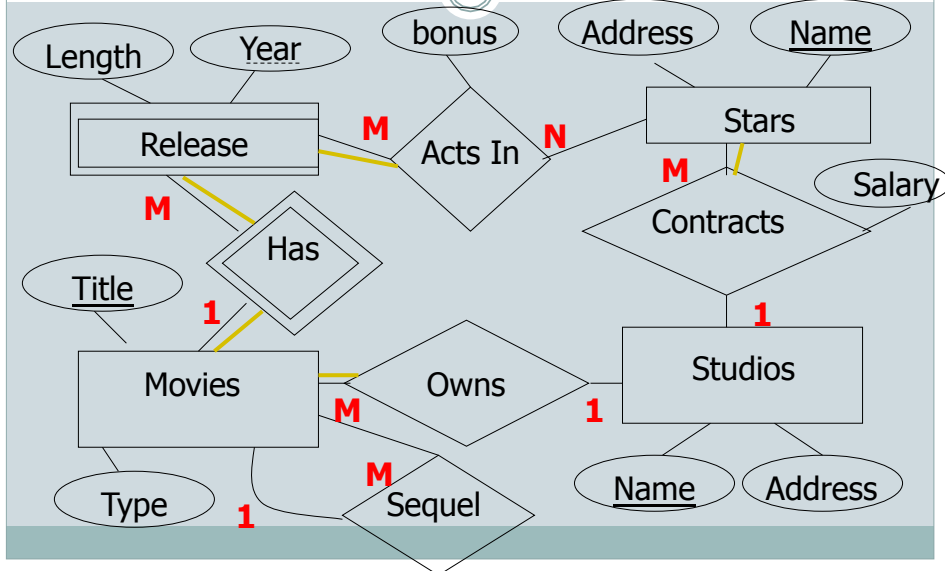 Length
Year
bonus
Address
Name
Release
M
Acts In
N
Stars
M
Salary
M
Has
Contracts
Title
1
1
Movies
Owns
Studios
M
1
Type
M
1
Sequel
Name
Address